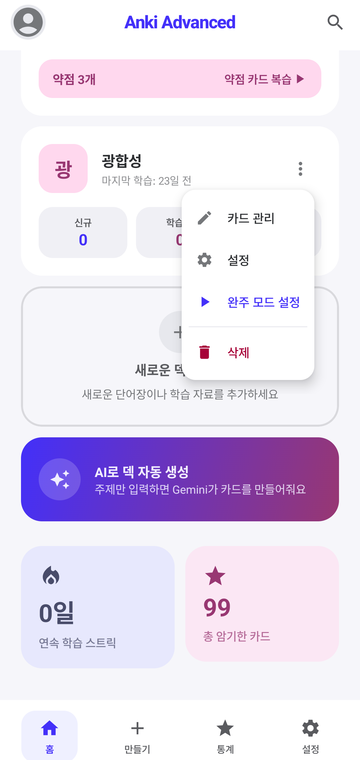 Anki Advanced
약점 3개
약점 카드 복습 ▶
광
광합성
마지막 학습: 23일 전
신규
0
카드 관리
설정
완주 모드 설정
삭제
새로운 단어장이나 학습 자료를 추가하세요
AI로 덱 자동 생성
주제만 입력하면 Gemini가 카드를 만들어줘요
0일
연속 학습 스트릭
99
총 암기한 카드
홈
만들기
통계
설정